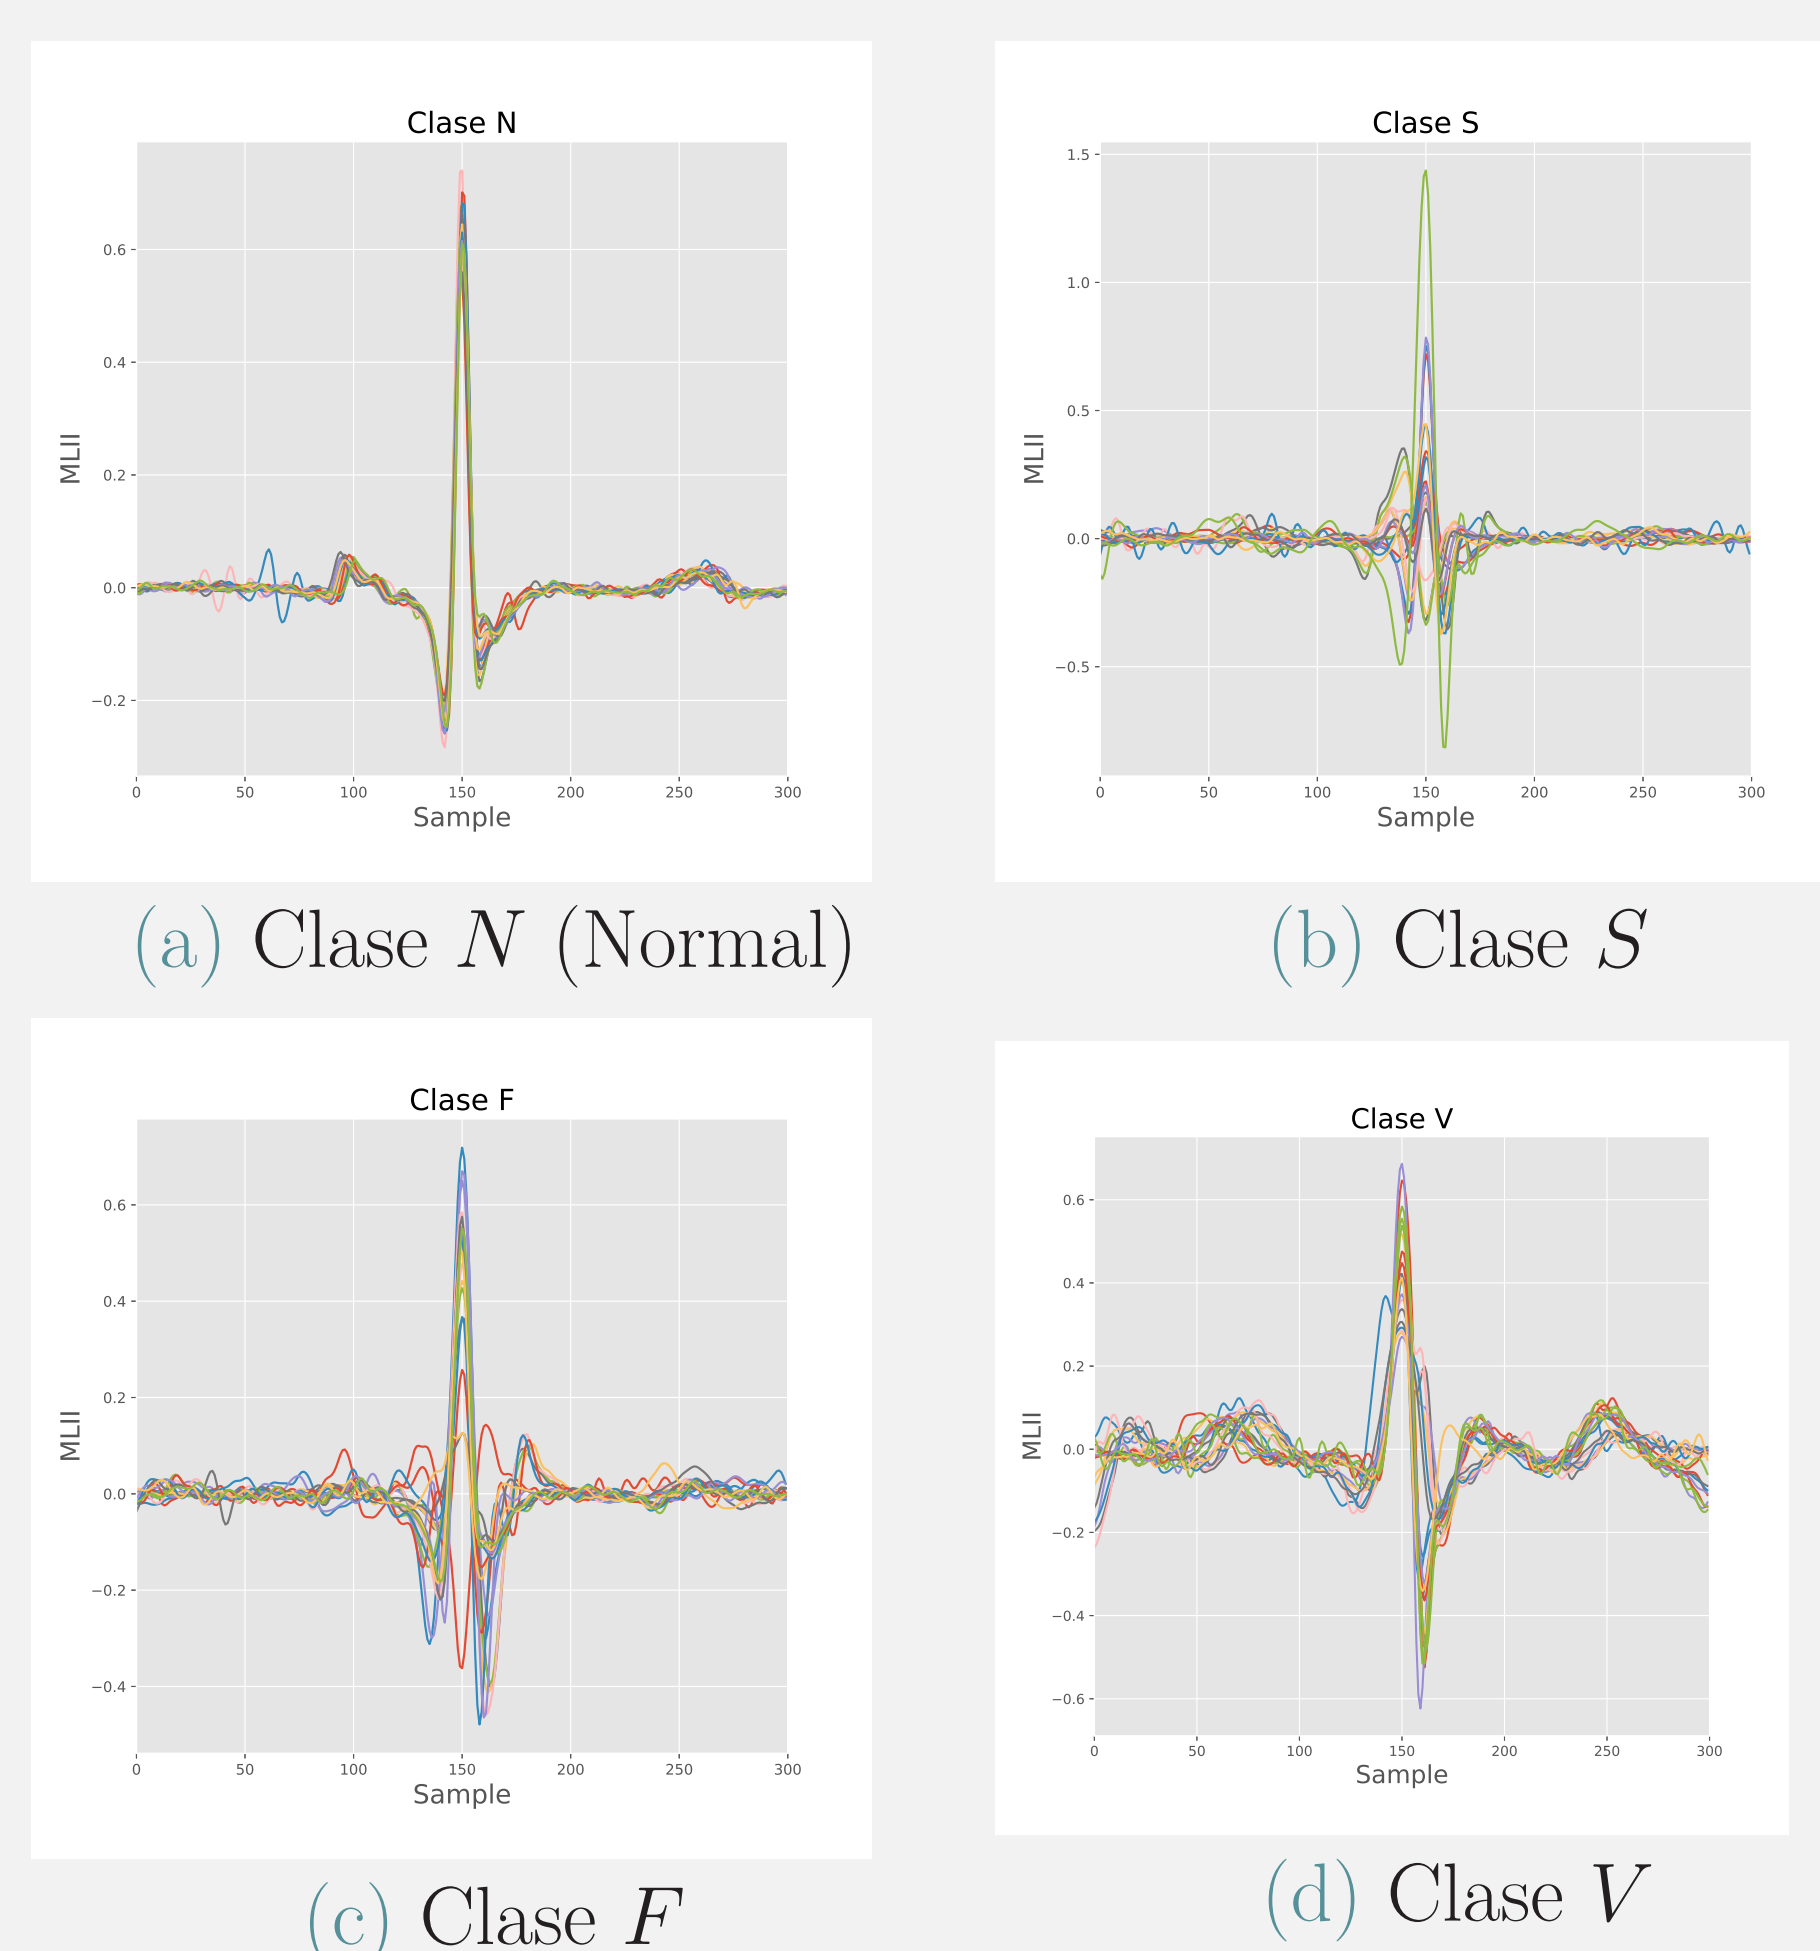 Clase N
MLII
0.6
0.4
0.2
0.0
−0.2
0 50 100 150 200 250 300
Sample
(a) Clase N (Normal)
Clase S
MLII
1.5
1.0
0.5
0.0
−0.5
0 50 100 150 200 250 300
Sample
(b) Clase S
Clase F
MLII
0.6
0.4
0.2
0.0
−0.2
−0.4
0 50 100 150 200 250 300
Sample
(c) Clase F
Clase V
MLII
0.6
0.4
0.2
0.0
−0.2
−0.4
−0.6
0 50 100 150 200 250 300
Sample
(d) Clase V